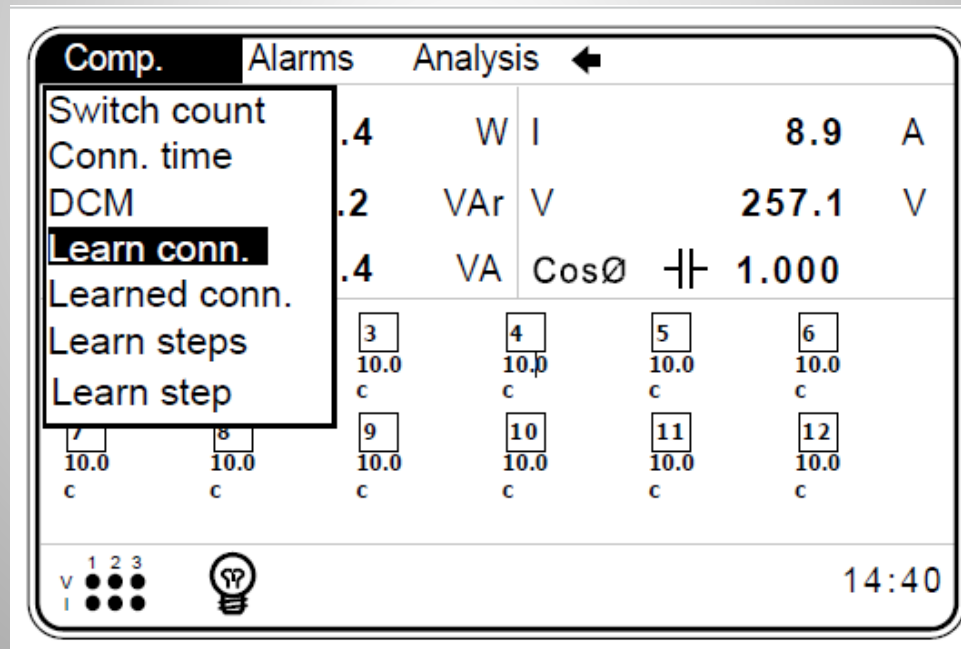 Comp. Alarms Analysis
Switch count
Conn. time
DCM
Learn conn.
Learned conn.
Learn steps
Learn step
.4 W I 8.9 A
.2 VAr V 257.1 V
.4 VA CosØ 1.000
3 4 5 6
10.0 10.0 10.0 10.0
c c c c
7 8 9 10 11 12
10.0 10.0 10.0 10.0 10.0 10.0
c c c c c c
1 2 3
V
I
14:40